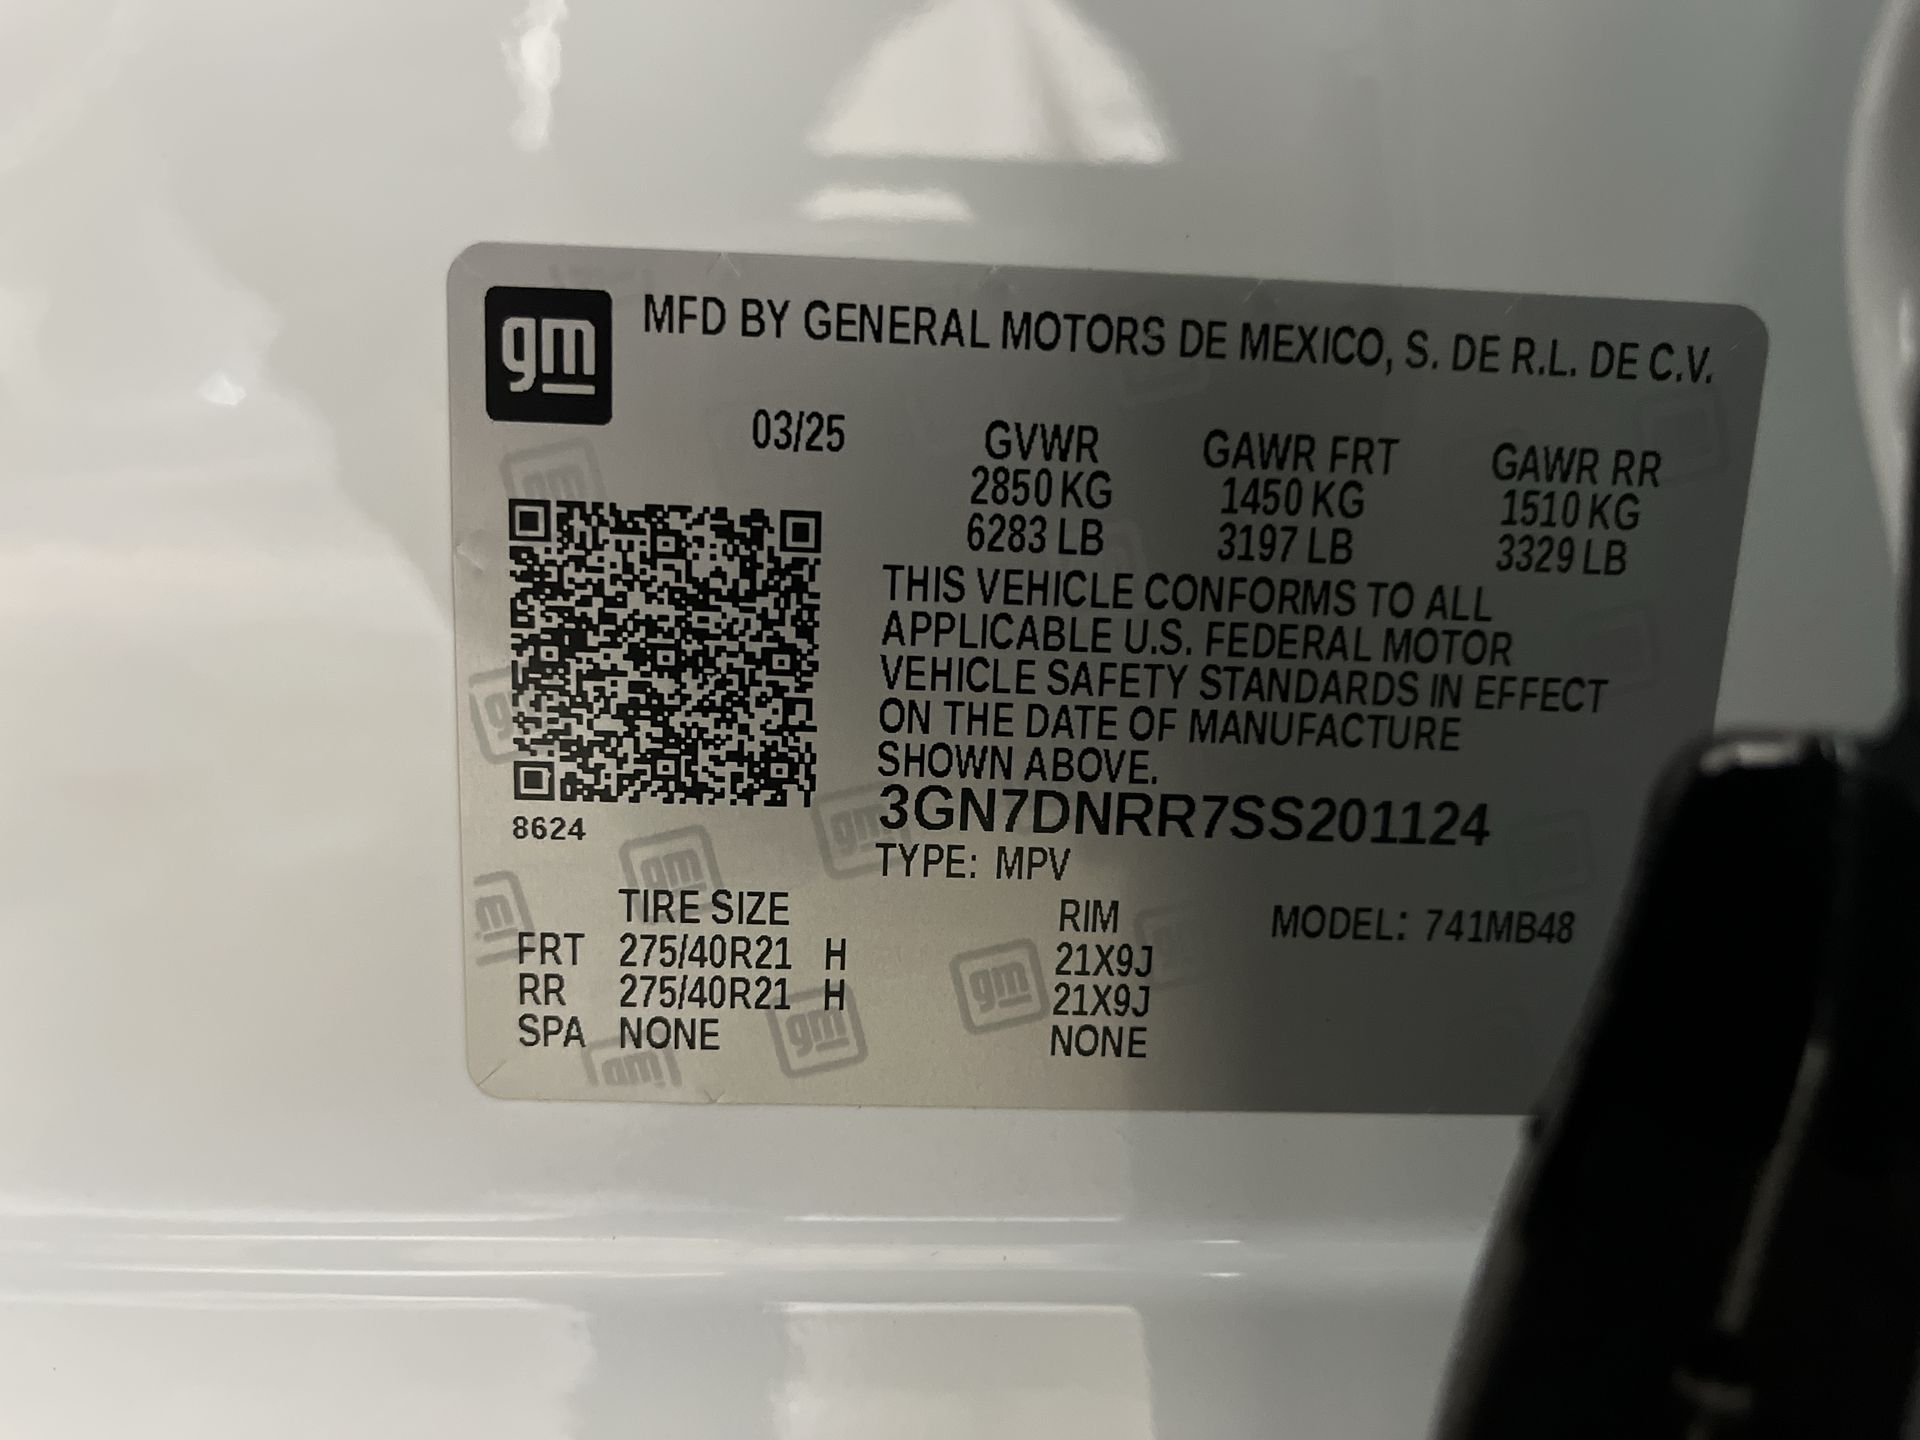 gm MFD BY GENERAL MOTORS DE MEXICO, S. DE R.L. DE C.V.
03/25
GVWR GAWR FRT GAWR RR
2850 KG 1450 KG 1510 KG
6283 LB 3197 LB 3329 LB
THIS VEHICLE CONFORMS TO ALL
APPLICABLE U.S. FEDERAL MOTOR
VEHICLE SAFETY STANDARDS IN EFFECT
ON THE DATE OF MANUFACTURE
SHOWN ABOVE.
3GN7DNRR7SS201124
8624
TYPE: MPV
TIRE SIZE RIM MODEL: 741MB48
FRT 275/40R21 H 21X9J
RR 275/40R21 H 21X9J
SPA NONE NONE